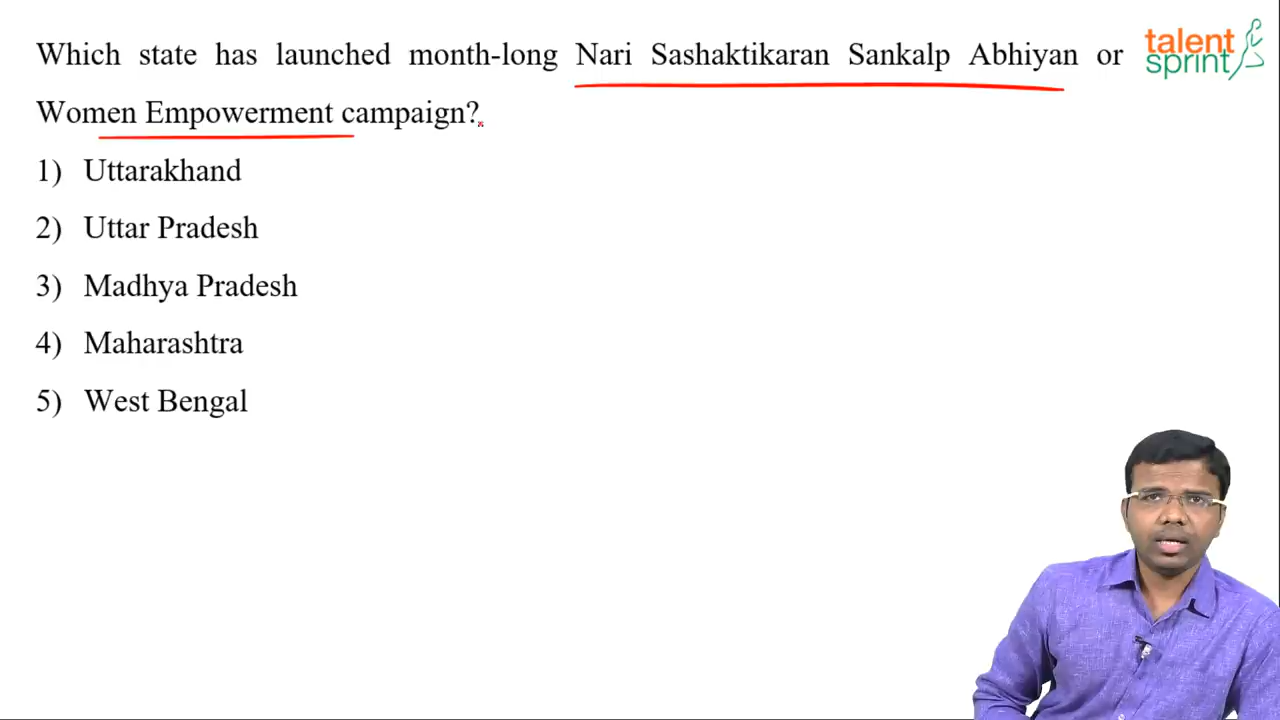 Which state has launched month-long Nari Sashaktikaran Sankalp Abhiyan or
Women Empowerment campaign?
1) Uttarakhand
2) Uttar Pradesh
3) Madhya Pradesh
4) Maharashtra
5) West Bengal
talent
sprint